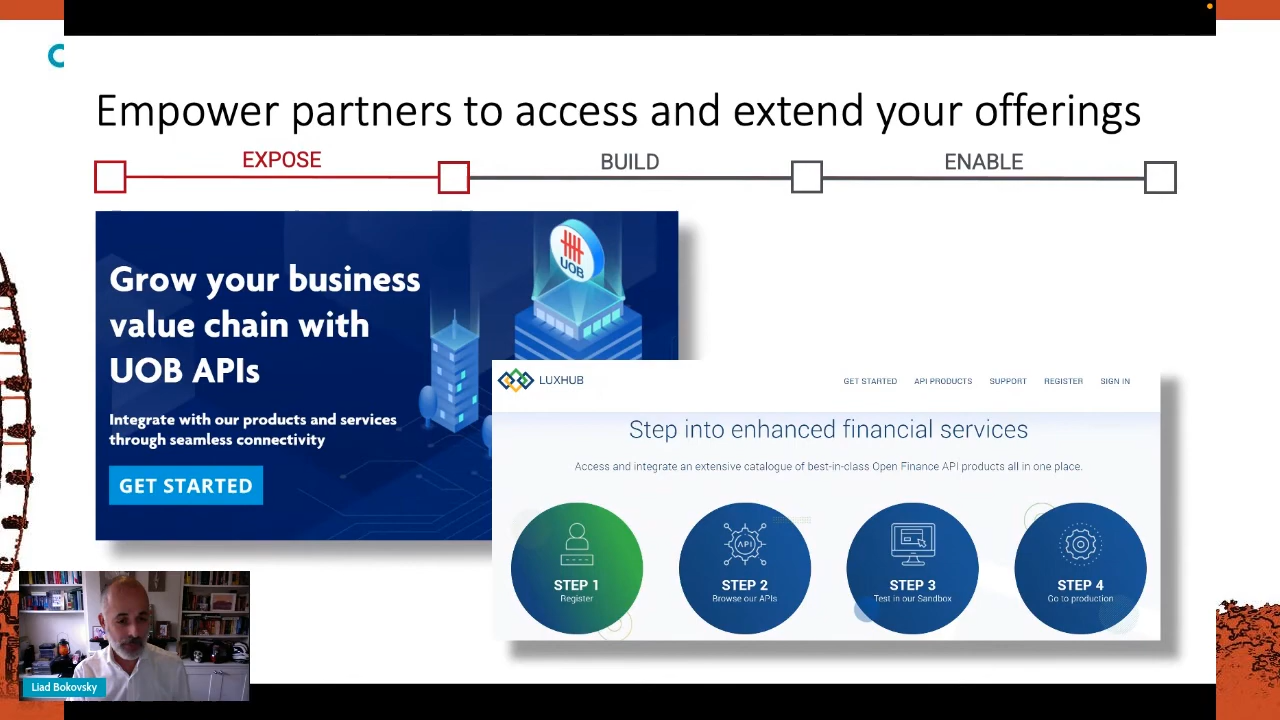 Empower partners to access and extend your offerings
EXPOSE
BUILD
ENABLE
Grow your business
value chain with
UOB APIs
Integrate with our products and services
through seamless connectivity
GET STARTED
UOB
LUXHUB
GET STARTED
API PRODUCTS
SUPPORT
REGISTER
SIGN IN
Step into enhanced financial services
Access and integrate an extensive catalogue of best-in-class Open Finance API products all in one place.
STEP 1
Register
API
STEP 2
Browse our APIs
STEP 3
Test in our Sandbox
STEP 4
Go to production
Liad Bokovsky